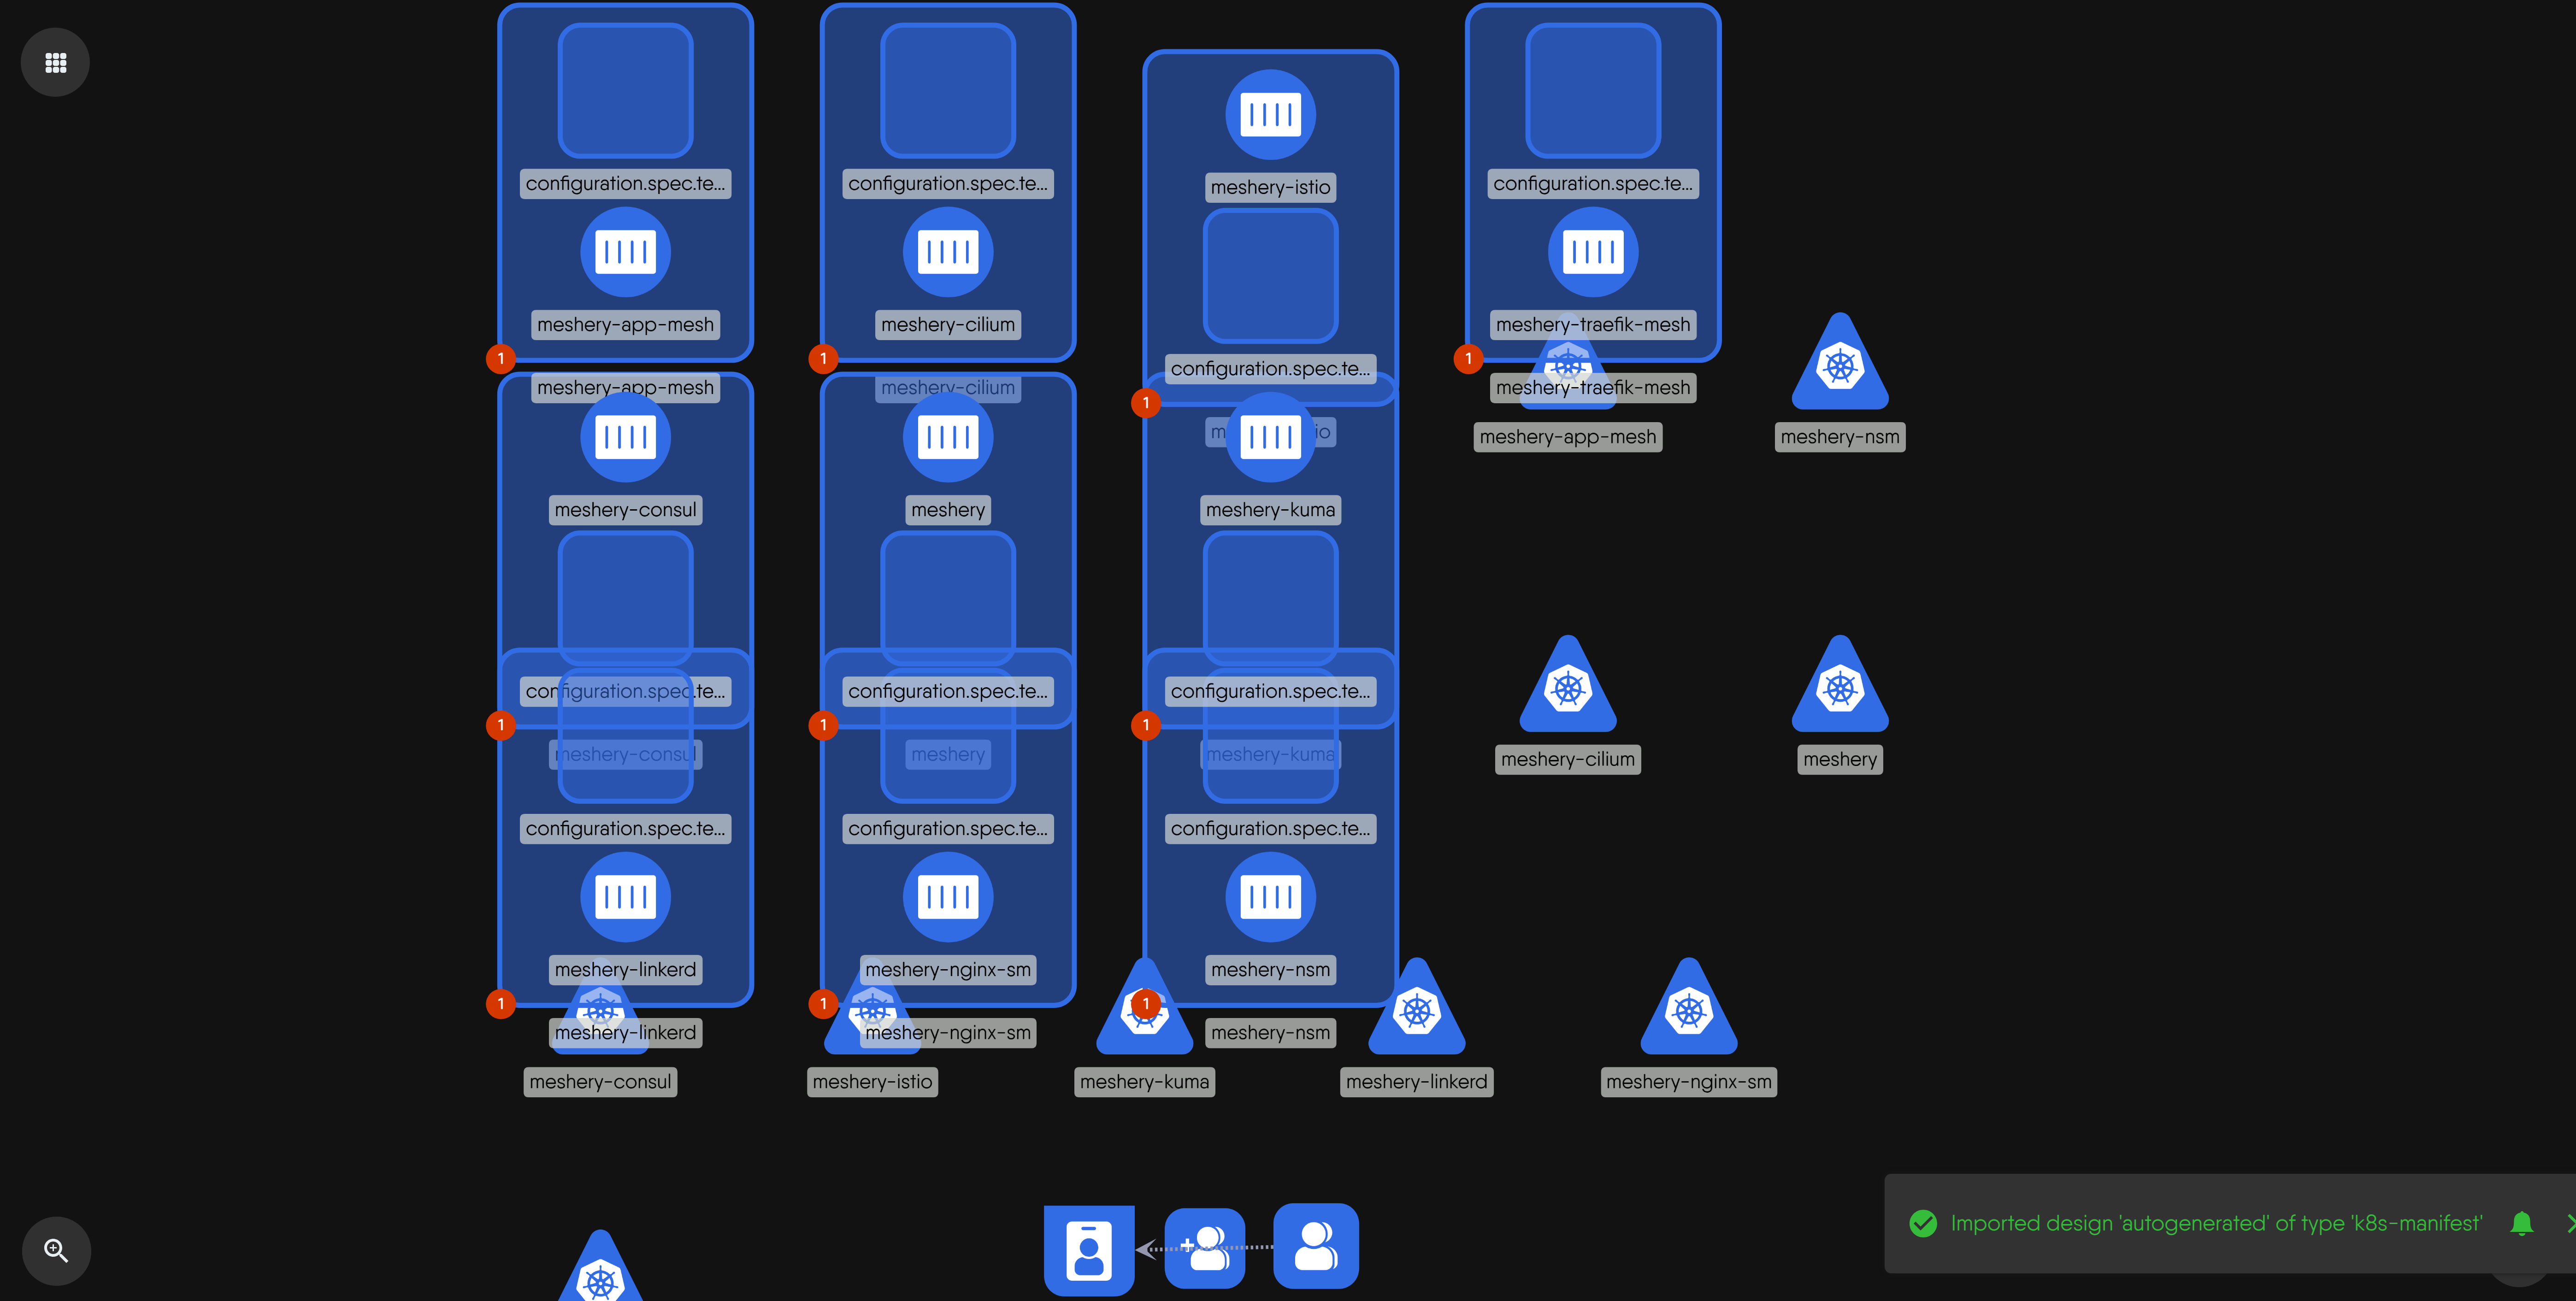 configuration.spec.te...
configuration.spec.te...
meshery-istio
configuration.spec.te...
meshery-app-mesh
meshery-cilium
meshery-traefik-mesh
1
1
1
configuration.spec.te...
meshery-app-mesh
meshery-cilium
meshery-traefik-mesh
1
meshery-app-mesh
meshery-nsm
meshery-consul
meshery
meshery-kuma
configuration.spec.te...
configuration.spec.te...
configuration.spec.te...
1
1
1
meshery-consul
meshery
meshery-kuma
meshery-cilium
meshery
configuration.spec.te...
configuration.spec.te...
configuration.spec.te...
meshery-linkerd
meshery-nginx-sm
meshery-nsm
1
1
1
meshery-linkerd
meshery-nginx-sm
meshery-nsm
meshery-consul
meshery-istio
meshery-kuma
meshery-linkerd
meshery-nginx-sm
Imported design 'autogenerated' of type 'k8s-manifest'